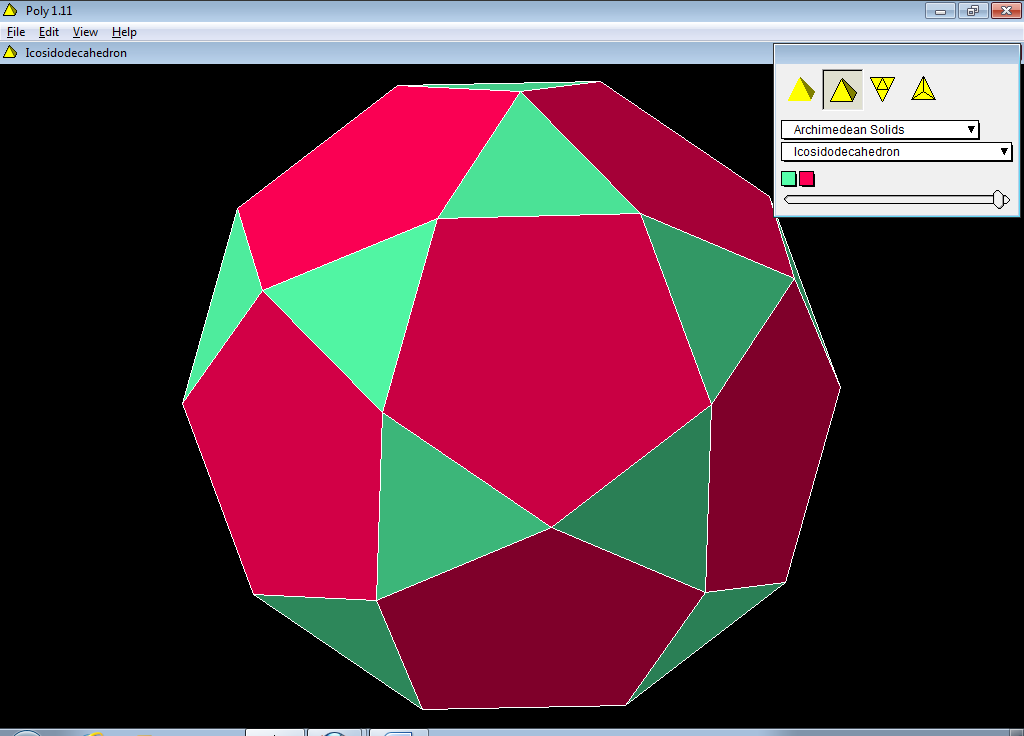 Poly 1.11
File Edit View Help
Icosidodecahedron
Archimedean Solids
Icosidodecahedron